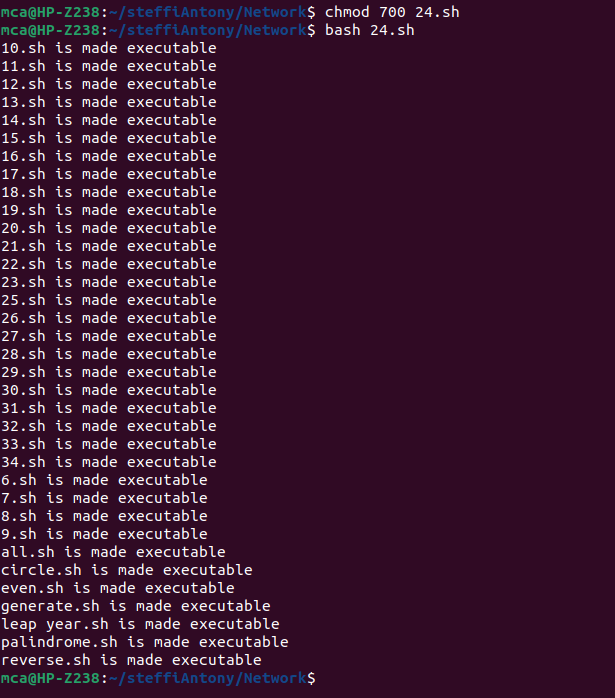 mca@HP-Z238:~/steffiAntony/Network$ chmod 700 24.sh
mca@HP-Z238:~/steffiAntony/Network$ bash 24.sh
10.sh is made executable
11.sh is made executable
12.sh is made executable
13.sh is made executable
14.sh is made executable
15.sh is made executable
16.sh is made executable
17.sh is made executable
18.sh is made executable
19.sh is made executable
20.sh is made executable
21.sh is made executable
22.sh is made executable
23.sh is made executable
25.sh is made executable
26.sh is made executable
27.sh is made executable
28.sh is made executable
29.sh is made executable
30.sh is made executable
31.sh is made executable
32.sh is made executable
33.sh is made executable
34.sh is made executable
6.sh is made executable
7.sh is made executable
8.sh is made executable
9.sh is made executable
all.sh is made executable
circle.sh is made executable
even.sh is made executable
generate.sh is made executable
leap year.sh is made executable
palindrome.sh is made executable
reverse.sh is made executable
mca@HP-Z238:~/steffiAntony/Network$